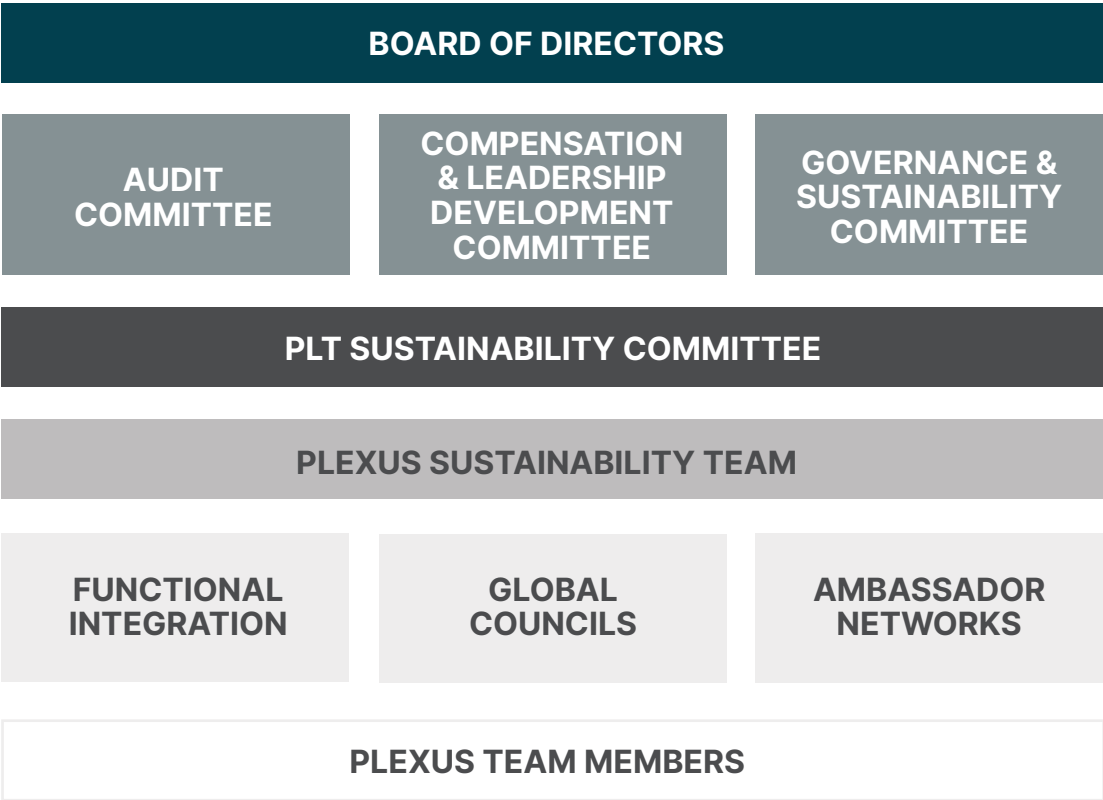 BOARD OF DIRECTORS
AUDIT
COMMITTEE
COMPENSATION
& LEADERSHIP
DEVELOPMENT
COMMITTEE
GOVERNANCE &
SUSTAINABILITY
COMMITTEE
PLT SUSTAINABILITY COMMITTEE
PLEXUS SUSTAINABILITY TEAM
FUNCTIONAL
INTEGRATION
GLOBAL
COUNCILS
AMBASSADOR
NETWORKS
PLEXUS TEAM MEMBERS